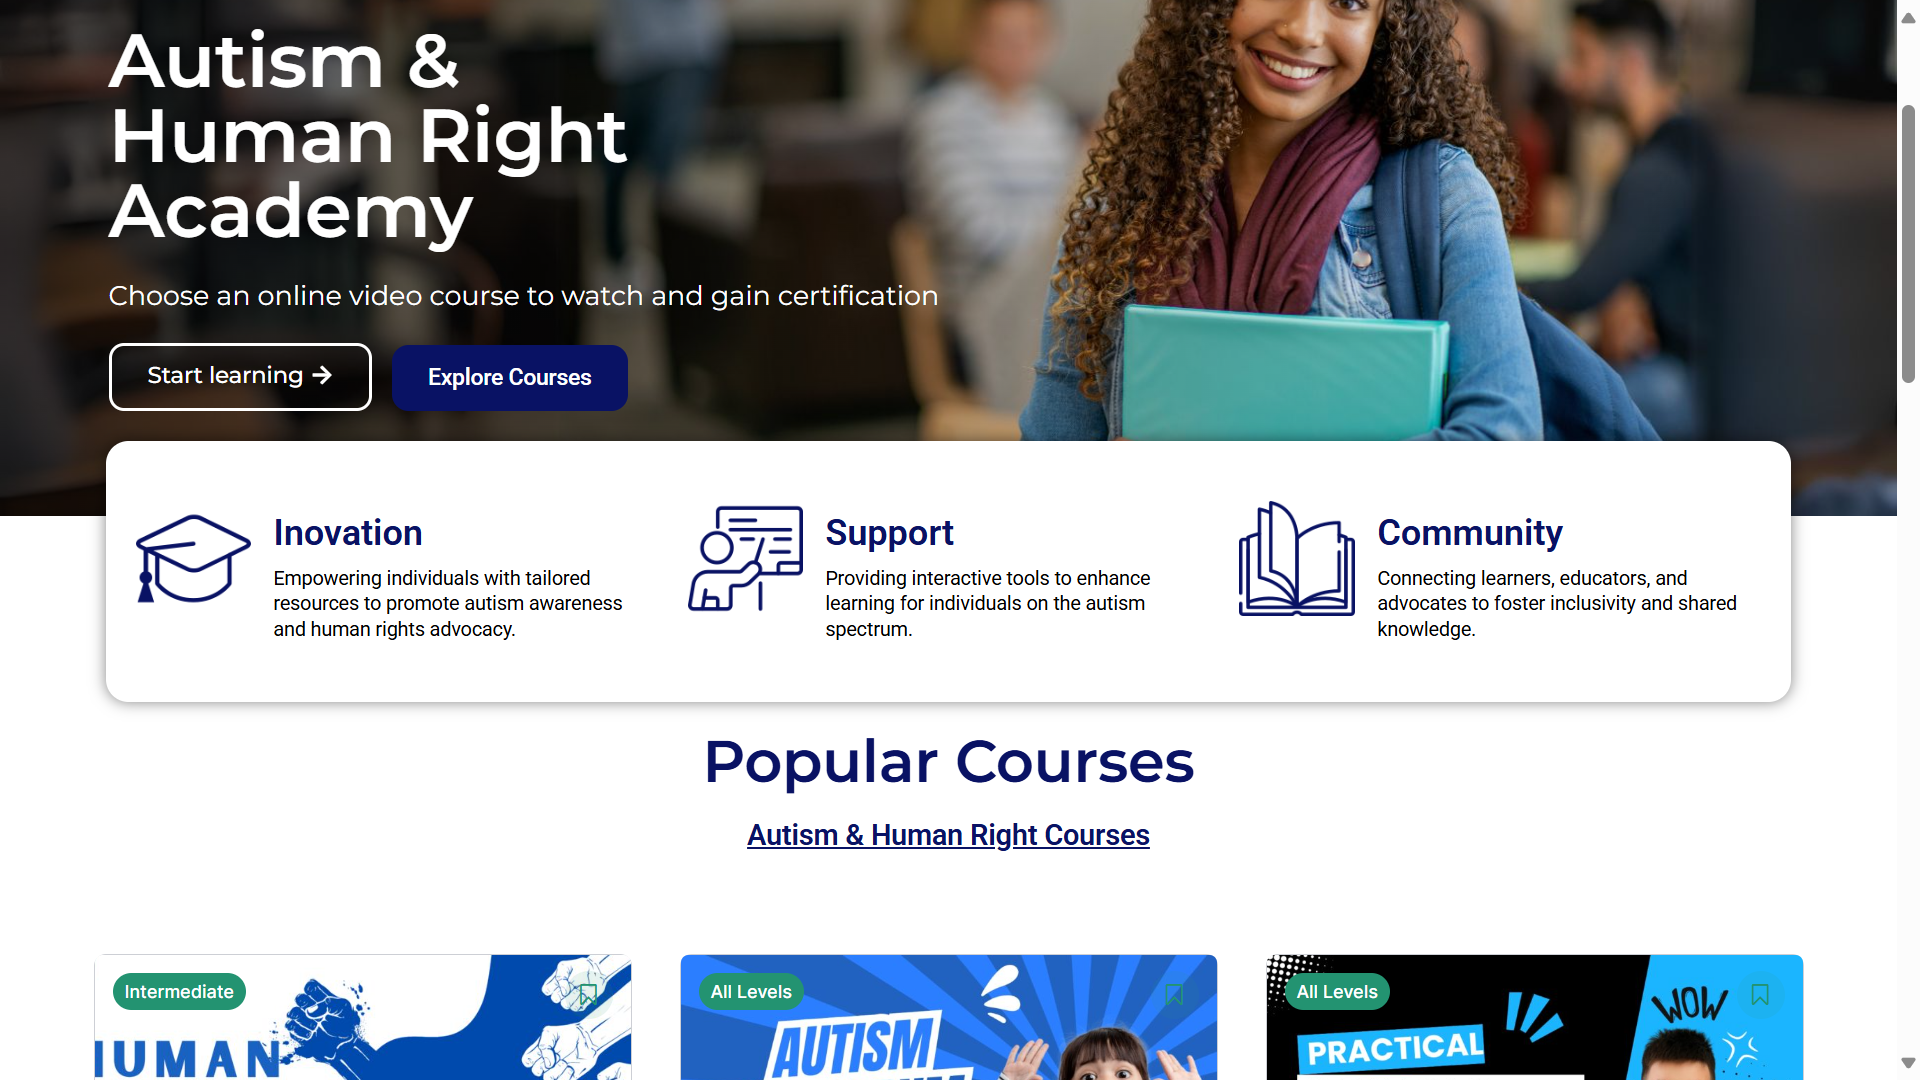 Autism &
Human Right
Academy
Choose an online video course to watch and gain certification
Start learning →
Explore Courses
Inovation
Empowering individuals with tailored
resources to promote autism awareness
and human rights advocacy.
Support
Providing interactive tools to enhance
learning for individuals on the autism
spectrum.
Community
Connecting learners, educators, and
advocates to foster inclusivity and shared
knowledge.
Popular Courses
Autism & Human Right Courses
Intermediate
HUMAN
All Levels
AUTISM
All Levels
WOW
PRACTICAL